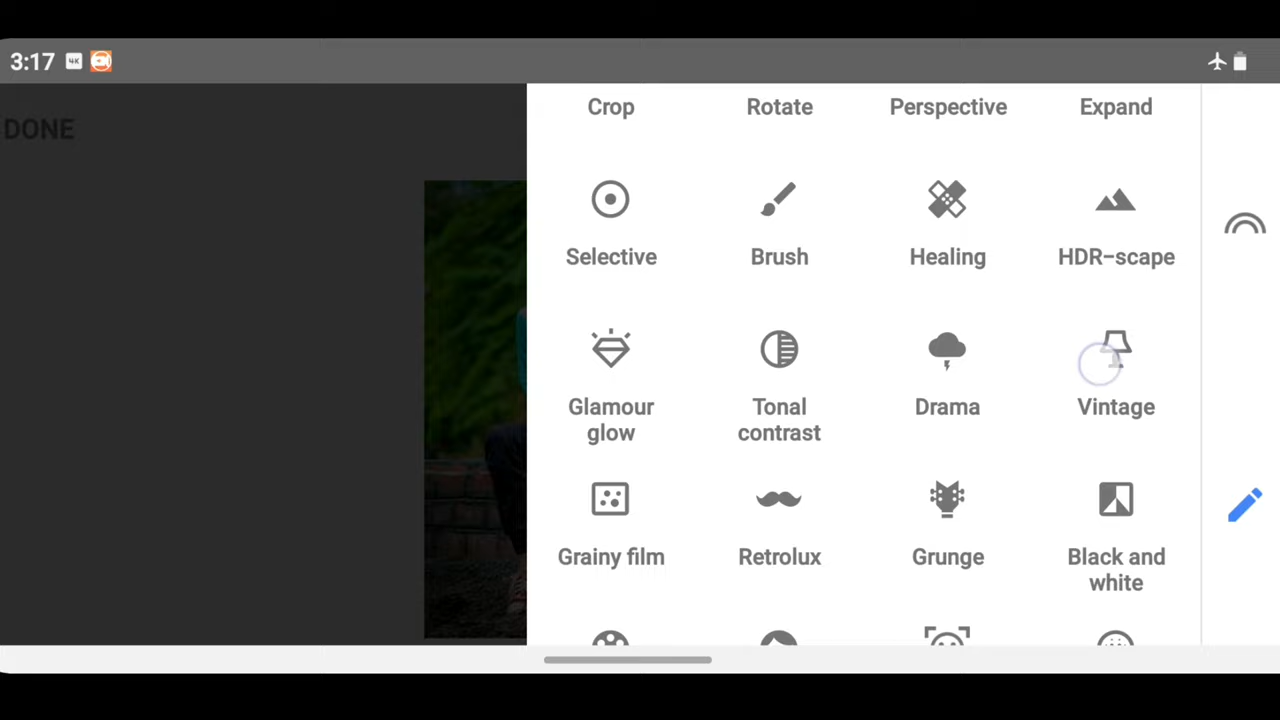 3:17 4K
DONE
Crop Rotate Perspective Expand
Selective Brush Healing HDR-scape
Glamour glow Tonal contrast Drama Vintage
Grainy film Retrolux Grunge Black and white